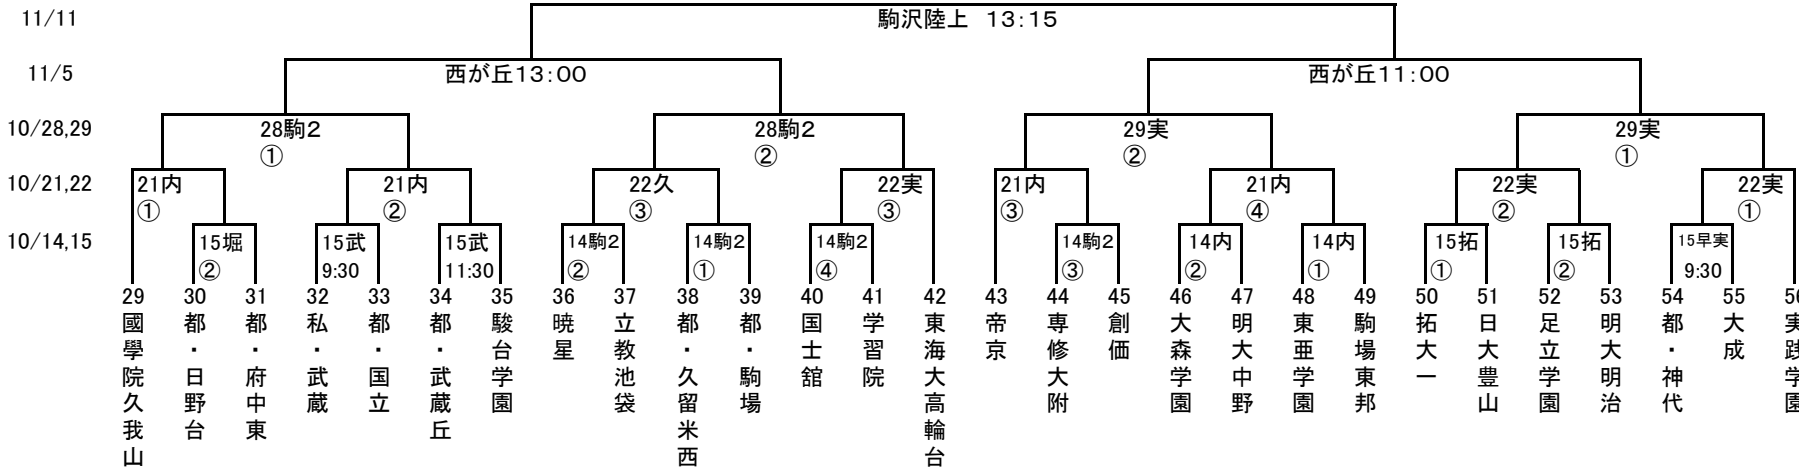 11/11
駒沢陸上　13:15
11/5
西が丘13:00
西が丘11:00
10/28,29
28駒2
28駒2
29実
29実
①
②
②
①
10/21,22
21内
21内
22久
22実
21内
21内
22実
22実
①
②
③
③
③
④
②
①
10/14,15
15堀
15武
15武
14駒2
14駒2
14駒2
14駒2
14内
14内
15拓
15拓
15早実
②
9:30
11:30
②
①
④
③
②
①
①
②
9:30
29
30
31
32
33
34
35
36
37
38
39
40
41
42
43
44
45
46
47
48
49
50
51
52
53
54
55
56
國學院久我山
都・日野台
都・府中東
私・武蔵
都・国立
都・武蔵丘
駿台学園
暁星
立教池袋
都・久留米西
都・駒場
国士舘
学習院
東海大高輪台
帝京
専修大附
創価
大森学園
明大中野
東亜学園
駒場東邦
拓大一
日大豊山
足立学園
明大明治
都・神代
大成
実践学園